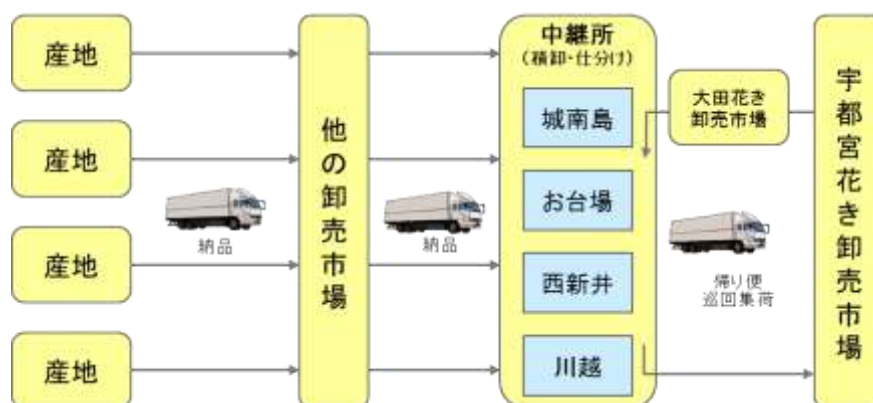 産地
産地
産地
産地
納品
他の卸売市場
納品
中継所
(積卸・仕分け)
城南島
お台場
西新井
川越
大田花き
卸売市場
帰り便
巡回集荷
宇都宮花き卸売市場